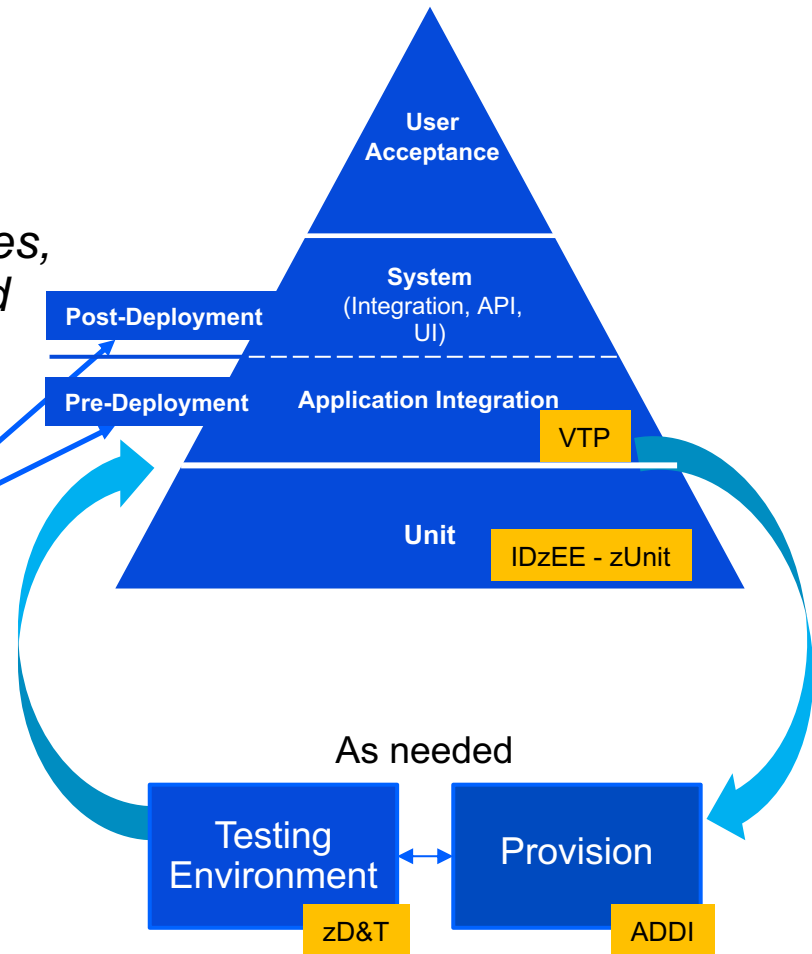 User
Acceptance
es,
d
System
(Integration, API,
UI)
Post-Deployment
Pre-Deployment
Application Integration
VTP
Unit
IDzEE - zUnit
As needed
Testing
Environment
Provision
zD&T
ADDI